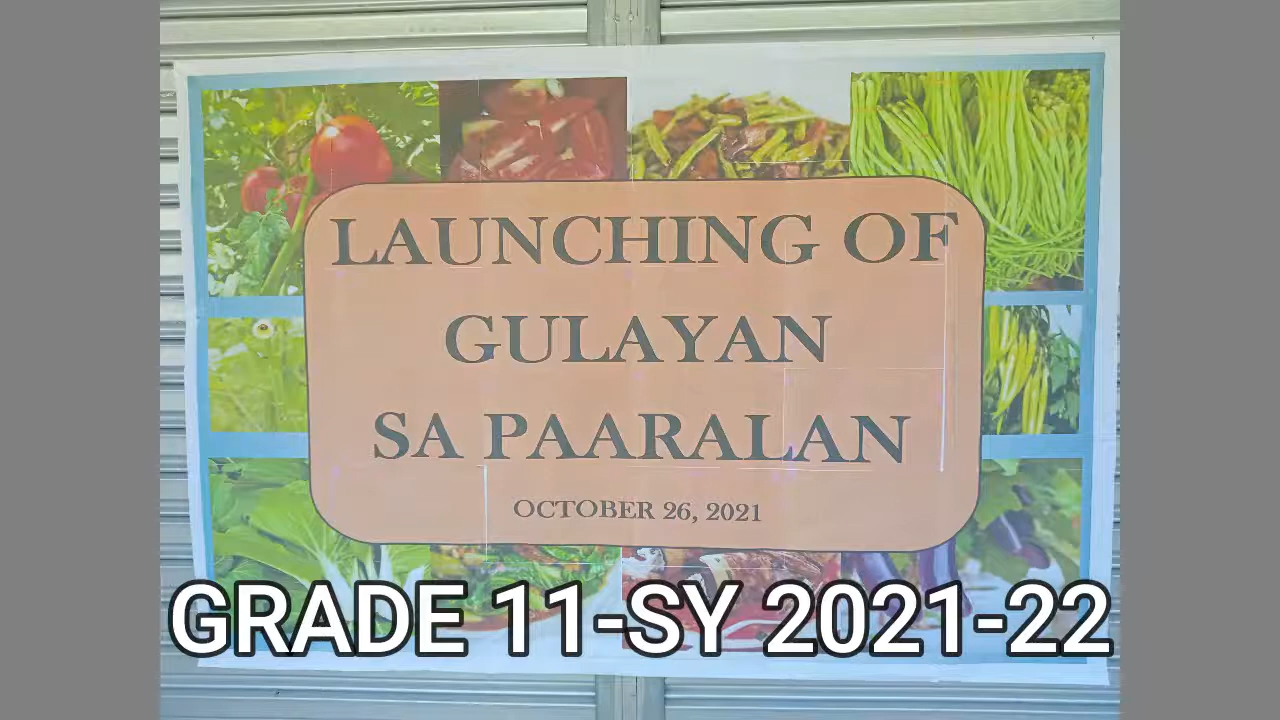 LAUNCHING OF
GULAYAN
SA PAARALAN
OCTOBER 26, 2021
GRADE 11-SY 2021-22